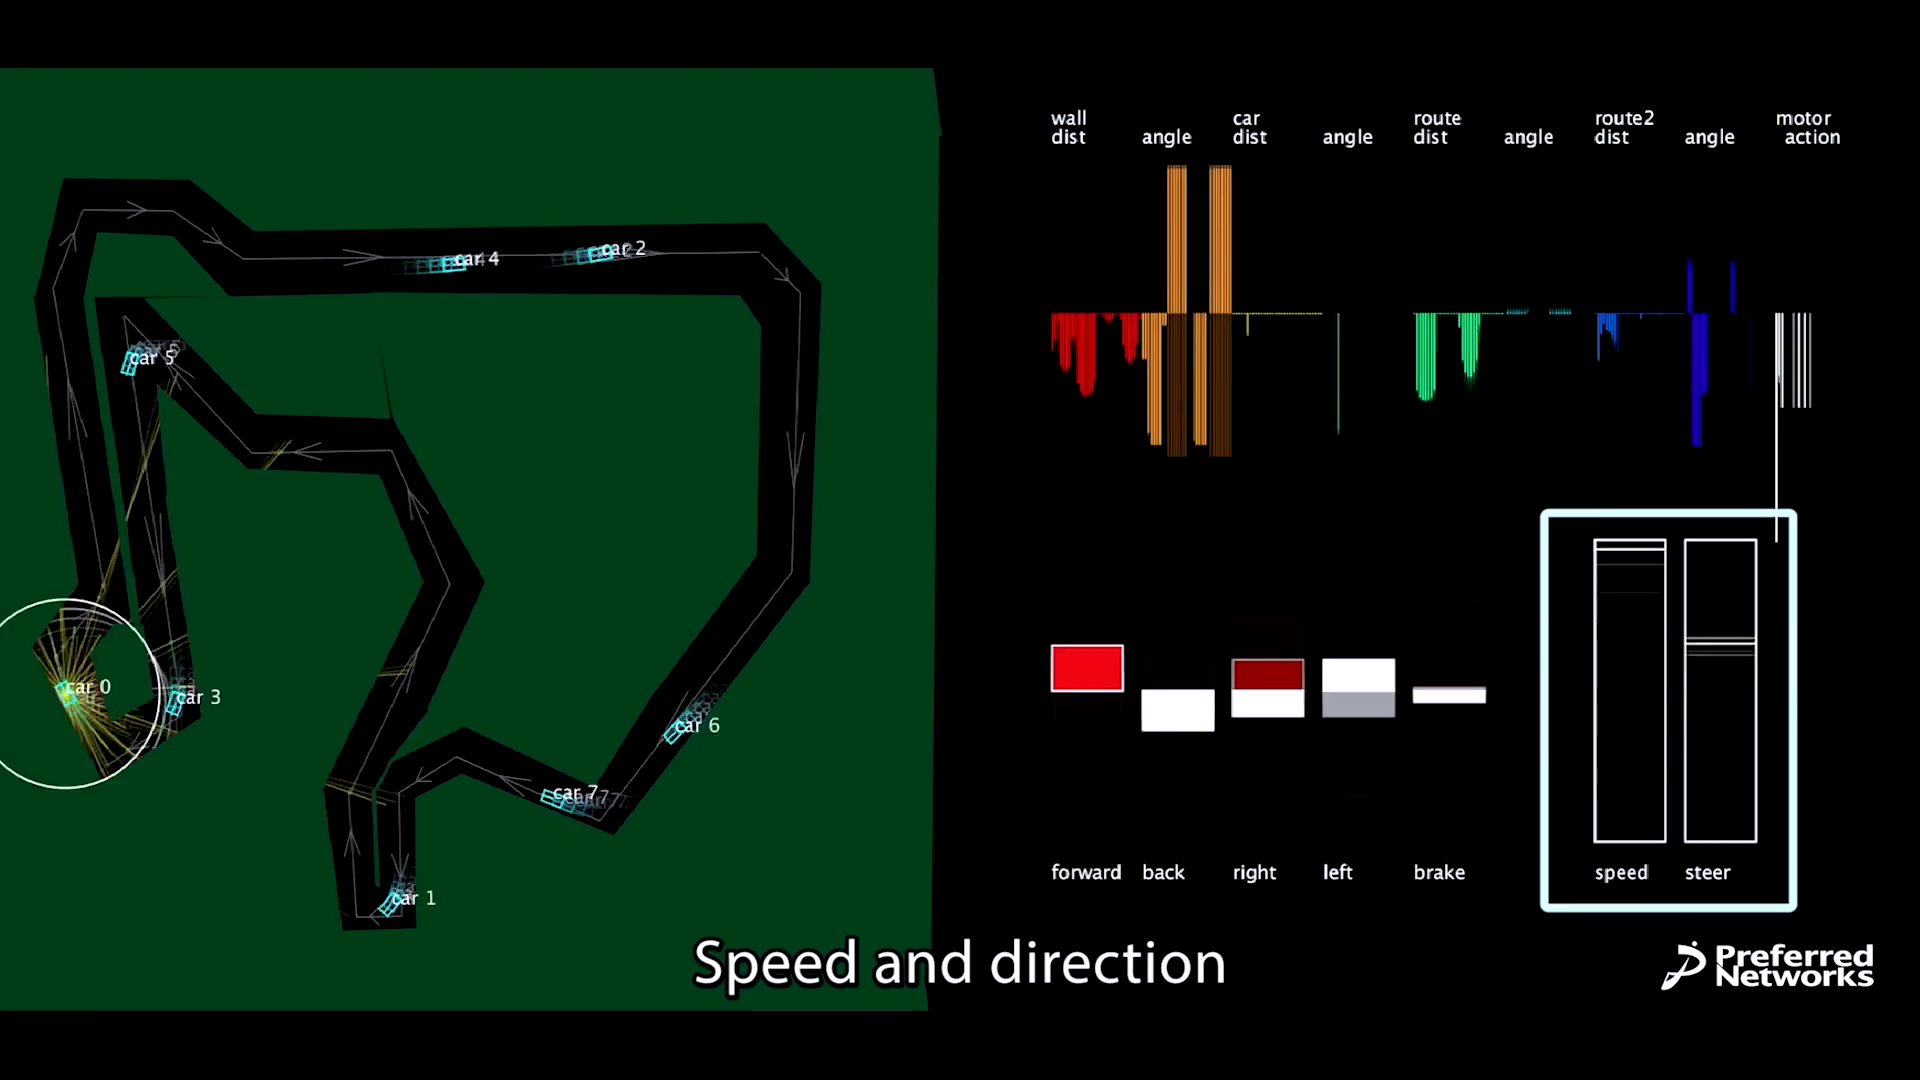 wall
dist
angle
car
dist
angle
route
dist
angle
route2
dist
angle
motor
action
car 4
car 2
car 5
car 0
car 3
car 6
car 7
car 1
forward
back
right
left
brake
speed
steer
Speed and direction
Preferred
Networks